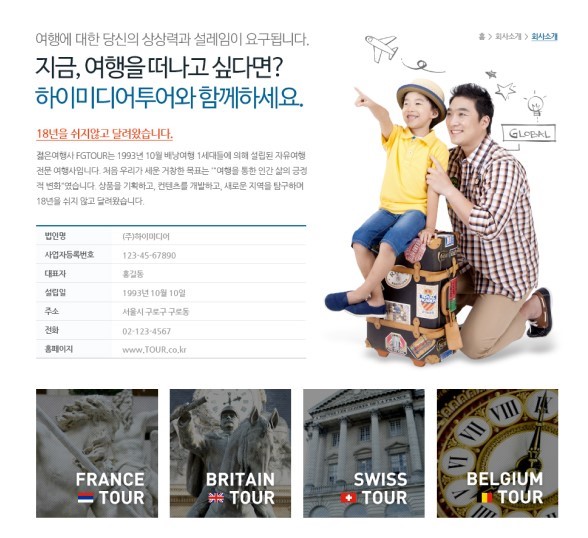 홈 > 회사소개 > 회사소개
여행에 대한 당신의 상상력과 설레임이 요구됩니다.
지금, 여행을 떠나고 싶다면?
하이미디어투어와 함께하세요.
18년을 쉬지않고 달려왔습니다.
젊은여행사 FGTOUR는 1993년 10월 배낭여행 1세대들에 의해 설립된 자유여행
전문 여행사입니다. 처음 우리가 세운 거창한 목표는 "여행을 통한 인간 삶의 긍정
적 변화"였습니다. 상품을 기획하고, 컨텐츠를 개발하고, 새로운 지역을 탐구하며
18년을 쉬지 않고 달려왔습니다.
법인명 (주)하이미디어
사업자등록번호 123-45-67890
대표자 홍길동
설립일 1993년 10월 10일
주소 서울시 구로구 구로동
전화 02-123-4567
홈페이지 www.TOUR.co.kr
GLOBAL
FRANCE
TOUR
BRITAIN
TOUR
SWISS
TOUR
BELGIUM
TOUR